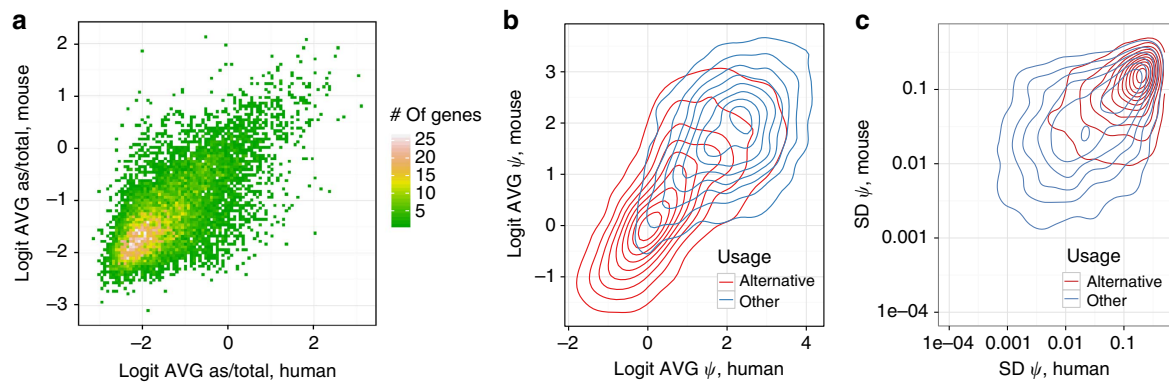 a
Logit AVG as/total, mouse
2
1
0
−1
−2
−3
−2
0
2
Logit AVG as/total, human
# Of genes
25
20
15
10
5
b
Logit AVG ψ, mouse
3
2
1
0
−1
−2
0
2
4
Logit AVG ψ, human
Usage
Alternative
Other
c
SD ψ, mouse
0.1
0.01
0.001
1e−04
1e−04
0.001
0.01
0.1
SD ψ, human
Usage
Alternative
Other